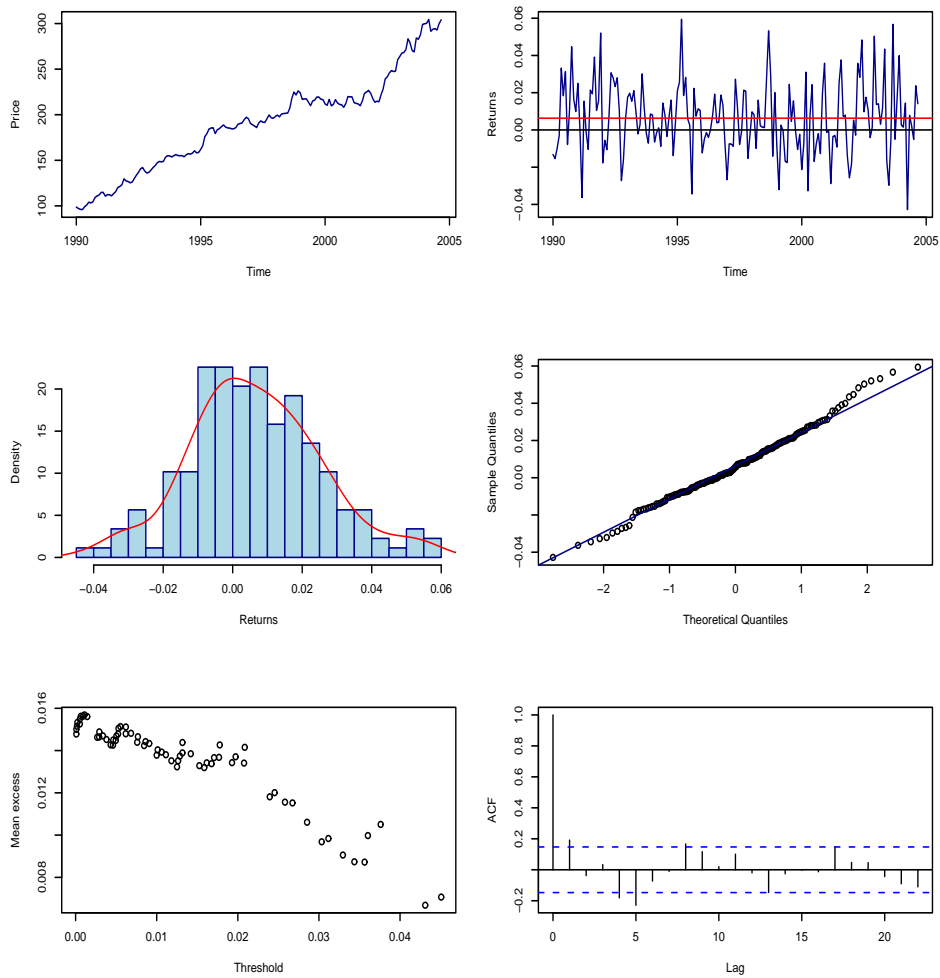 Price
100 150 200 250 300
1990 1995 2000 2005
Time
Returns
−0.04 0.00 0.02 0.04 0.06
1990 1995 2000 2005
Time
Density
0 5 10 15 20
−0.04 −0.02 0.00 0.02 0.04 0.06
Returns
Sample Quantiles
−0.04 0.00 0.02 0.04 0.06
−2 −1 0 1 2
Theoretical Quantiles
Mean excess
0.008 0.012 0.016
0.00 0.01 0.02 0.03 0.04
Threshold
ACF
−0.2 0.2 0.4 0.6 0.8 1.0
0 5 10 15 20
Lag